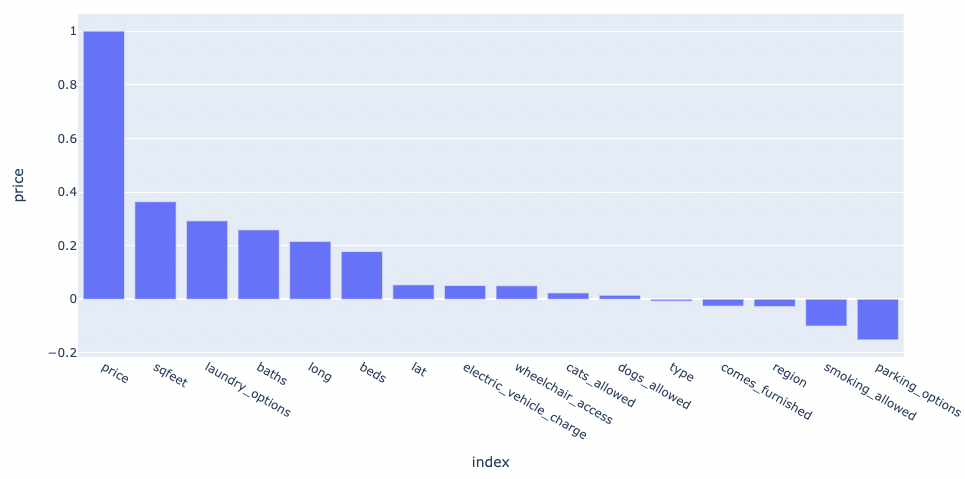 price
1
0.8
0.6
0.4
0.2
0
−0.2
price
sqfeet
laundry_options
baths
long
beds
lat
electric_vehicle_charge
wheelchair_access
cats_allowed
dogs_allowed
type
comes_furnished
region
smoking_allowed
parking_options
index